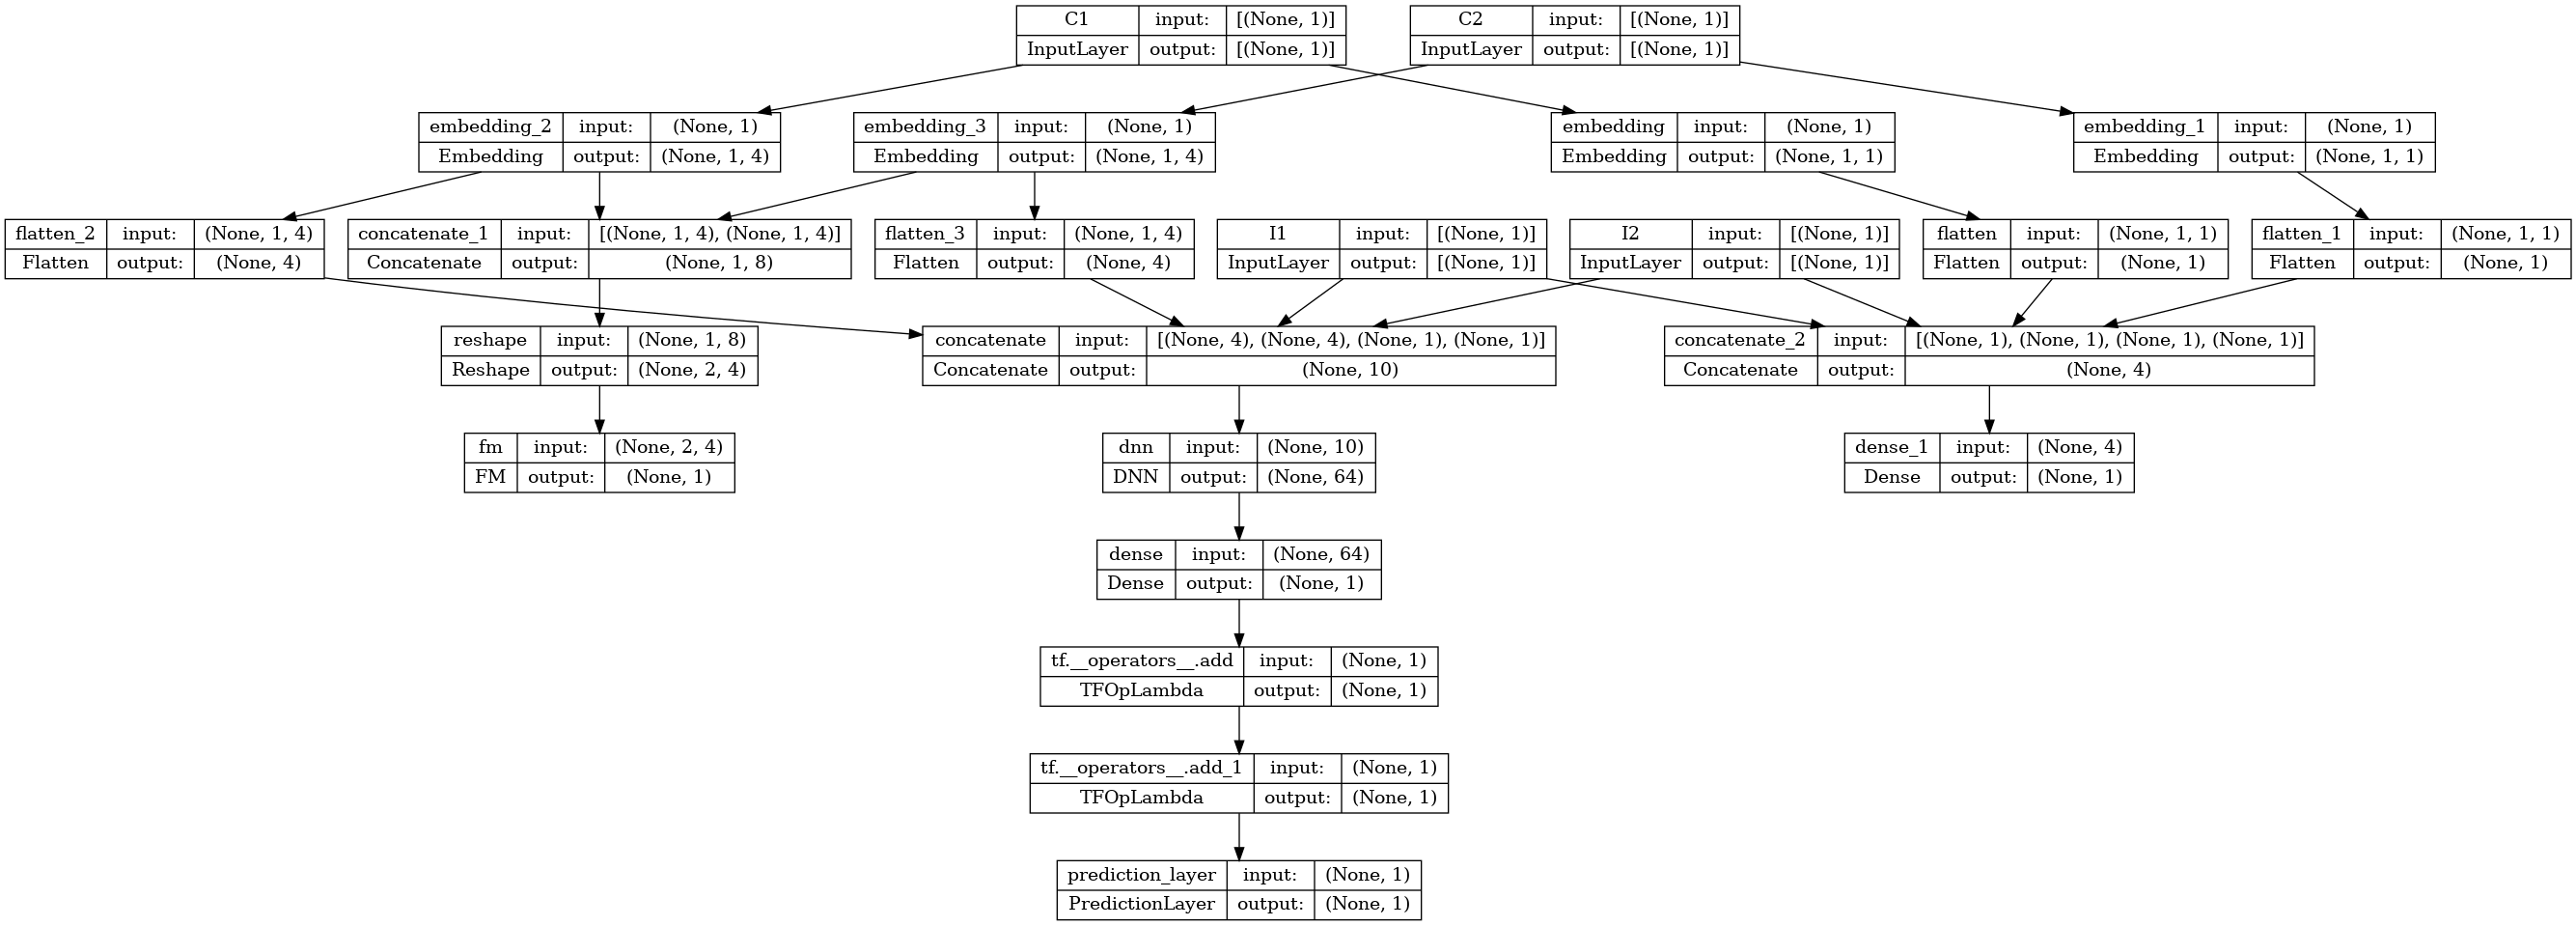 C1 input: [(None, 1)]
InputLayer output: [(None, 1)]
C2 input: [(None, 1)]
InputLayer output: [(None, 1)]
embedding_2 input: (None, 1)
Embedding output: (None, 1, 4)
embedding_3 input: (None, 1)
Embedding output: (None, 1, 4)
embedding input: (None, 1)
Embedding output: (None, 1, 1)
embedding_1 input: (None, 1)
Embedding output: (None, 1, 1)
flatten_2 input: (None, 1, 4)
Flatten output: (None, 4)
concatenate_1 input: [(None, 1, 4), (None, 1, 4)]
Concatenate output: (None, 1, 8)
flatten_3 input: (None, 1, 4)
Flatten output: (None, 4)
I1 input: [(None, 1)]
InputLayer output: [(None, 1)]
I2 input: [(None, 1)]
InputLayer output: [(None, 1)]
flatten input: (None, 1, 1)
Flatten output: (None, 1)
flatten_1 input: (None, 1, 1)
Flatten output: (None, 1)
reshape input: (None, 1, 8)
Reshape output: (None, 2, 4)
concatenate input: [(None, 4), (None, 4), (None, 1), (None, 1)]
Concatenate output: (None, 10)
concatenate_2 input: [(None, 1), (None, 1), (None, 1), (None, 1)]
Concatenate output: (None, 4)
fm input: (None, 2, 4)
FM output: (None, 1)
dnn input: (None, 10)
DNN output: (None, 64)
dense_1 input: (None, 4)
Dense output: (None, 1)
dense input: (None, 64)
Dense output: (None, 1)
tf.__operators__.add input: (None, 1)
TFOpLambda output: (None, 1)
tf.__operators__.add_1 input: (None, 1)
TFOpLambda output: (None, 1)
prediction_layer input: (None, 1)
PredictionLayer output: (None, 1)